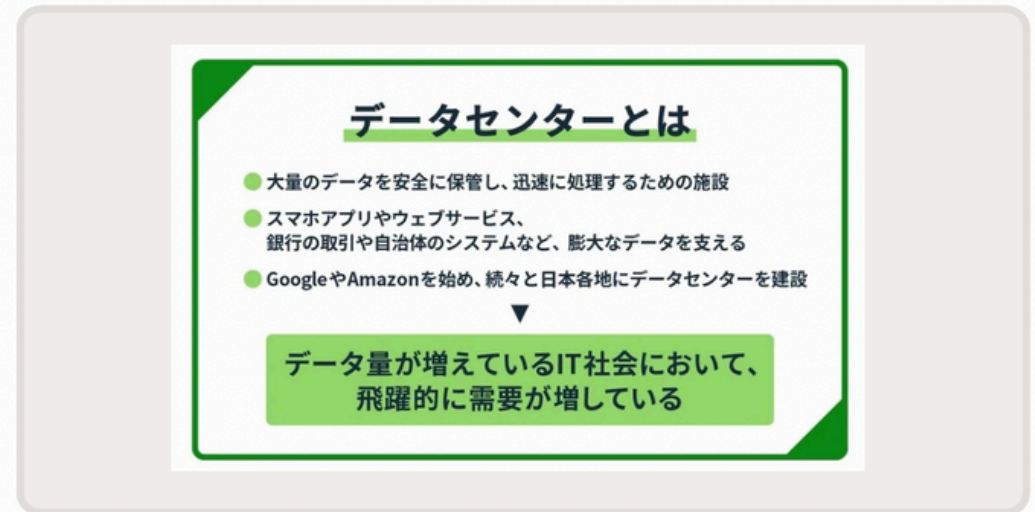 データセンターとは
大量のデータを安全に保管し、迅速に処理するための施設
スマホアプリやウェブサービス、
銀行の取引や自治体のシステムなど、膨大なデータを支える
GoogleやAmazonを始め、続々と日本各地にデータセンターを建設
▼
データ量が増えているIT社会において、
飛躍的に需要が増している